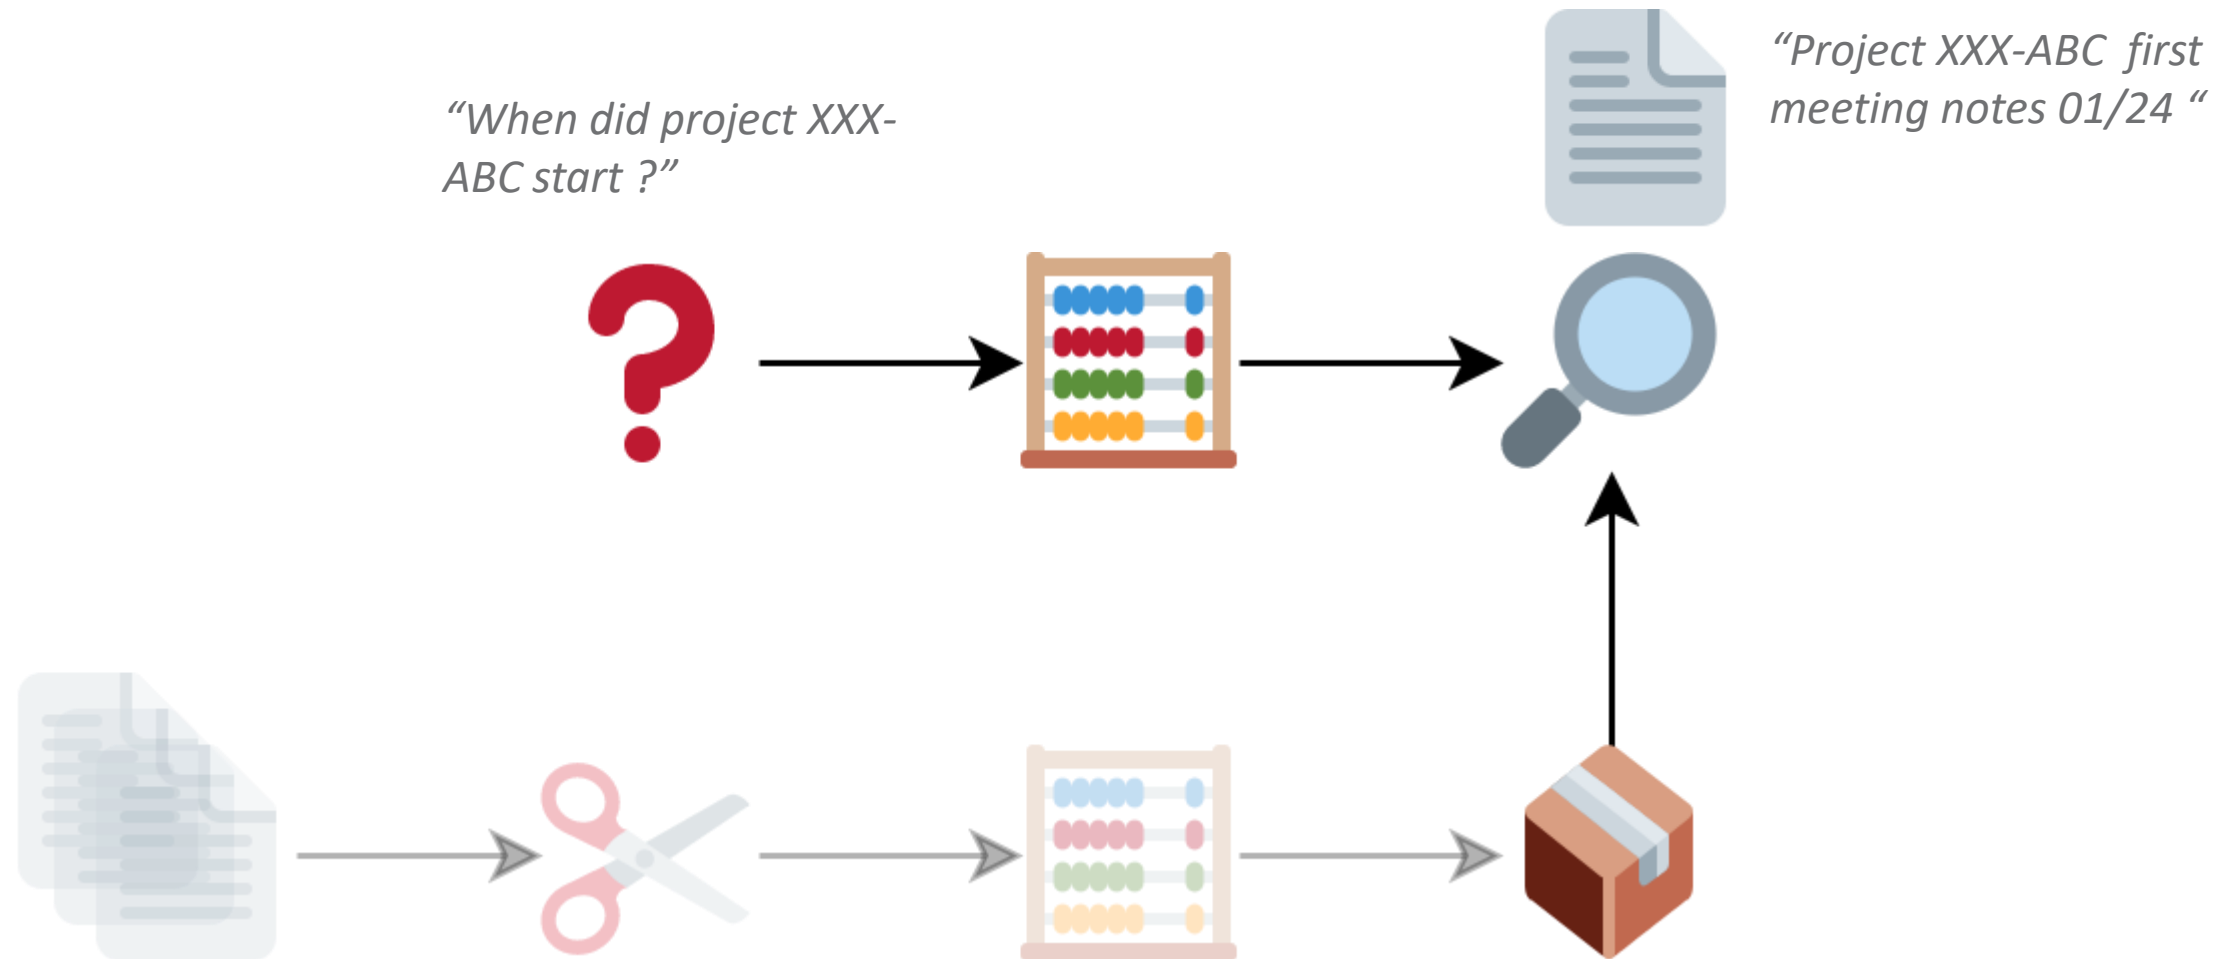 “When did project XXX-
ABC start ?”
“Project XXX-ABC  first
meeting notes 01/24 “